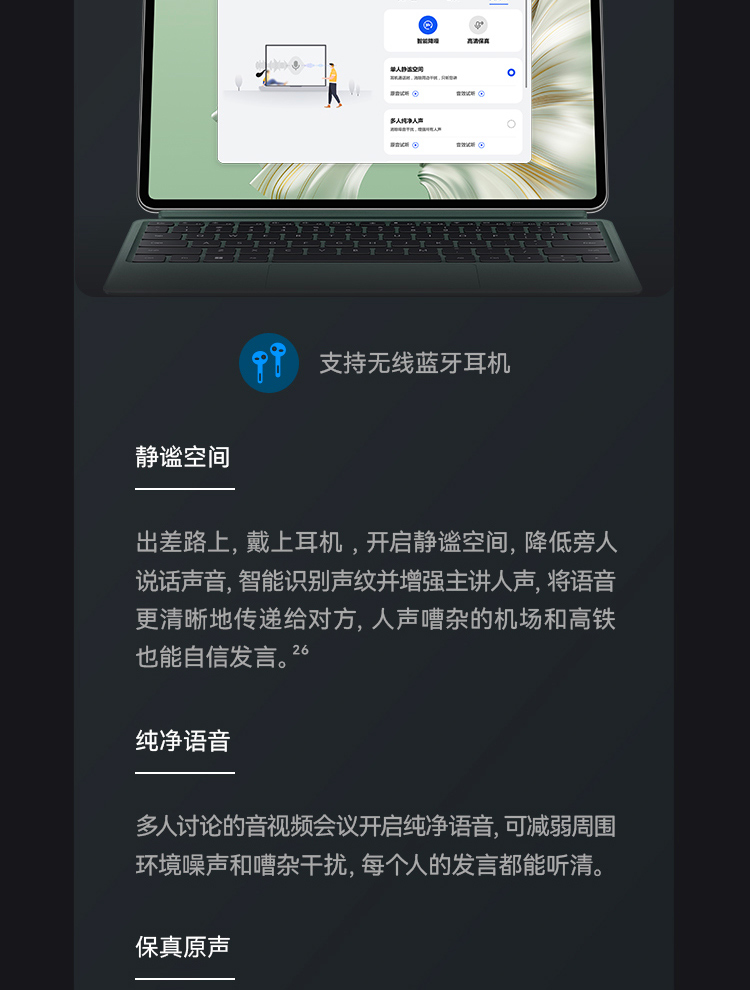 智能降噪 高清保真
单人静谧空间
原音试听 音效试听
多人纯净人声
原音试听 音效试听
支持无线蓝牙耳机
静谧空间
出差路上, 戴上耳机 , 开启静谧空间, 降低旁人
说话声音, 智能识别声纹并增强主讲人声, 将语音
更清晰地传递给对方, 人声嘈杂的机场和高铁
也能自信发言。26
纯净语音
多人讨论的音视频会议开启纯净语音, 可减弱周围
环境噪声和嘈杂干扰, 每个人的发言都能听清。
保真原声